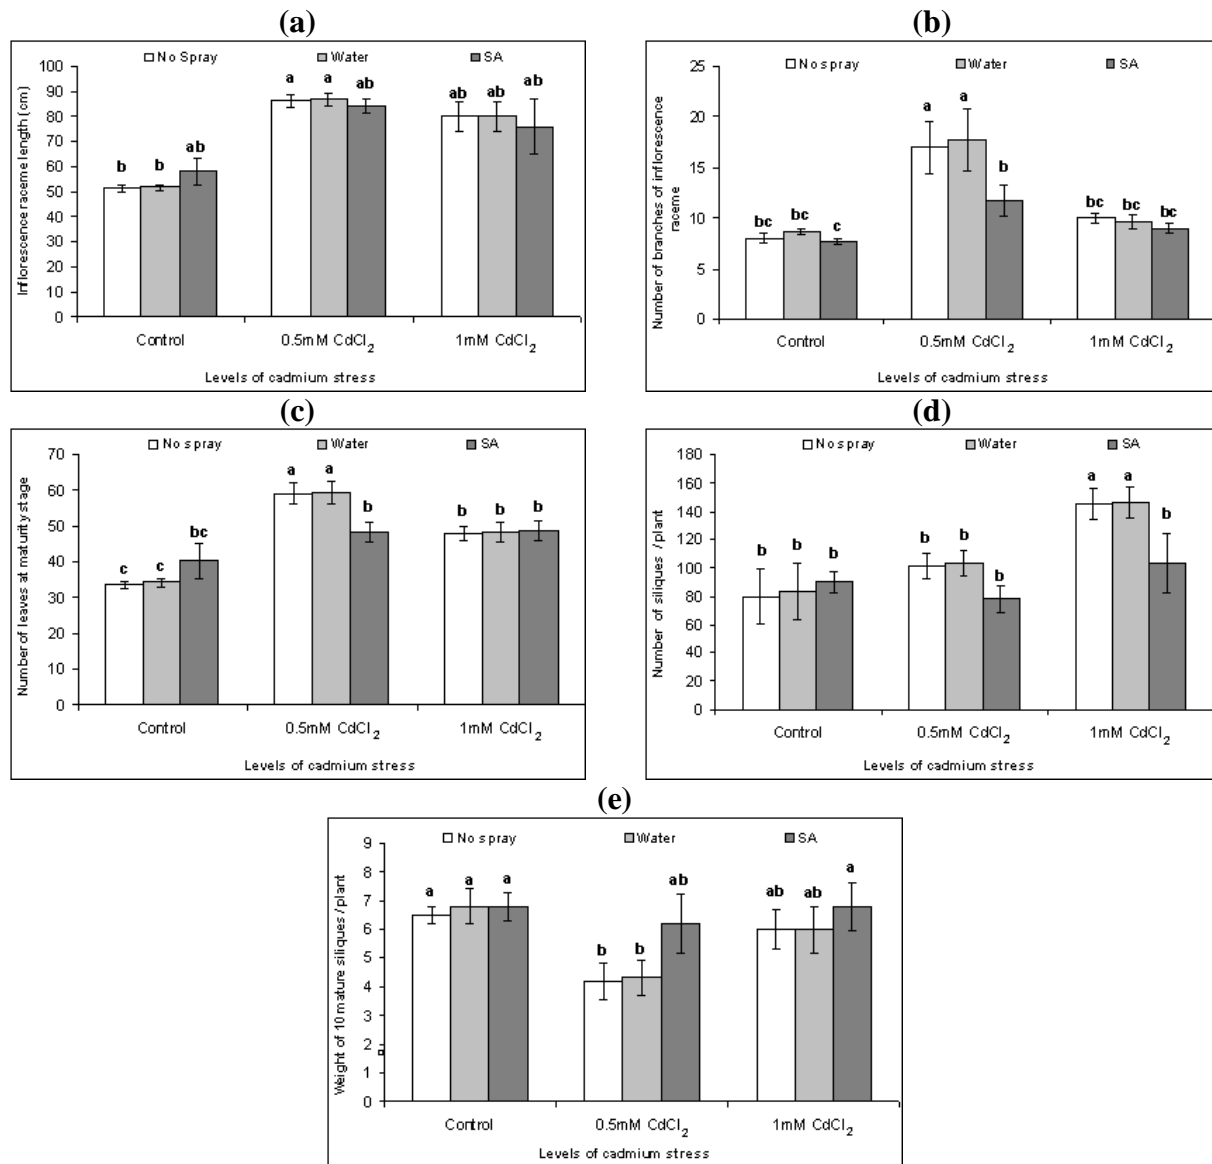 (a)
No Spray Water SA
Inflorescence raceme length (cm)
100
90
80
70
60
50
40
30
20
10
0
b b ab
a a ab
ab ab ab
Control 0.5mM CdCl2 1mM CdCl2
Levels of cadmium stress
(b)
No spray Water SA
Number of branches of inflorescence
raceme
25
20
15
10
5
0
bc bc c
a a b
bc bc bc
Control 0.5mM CdCl2 1mM CdCl2
Levels of cadmium stress
(c)
No spray Water SA
Number of leaves at maturity stage
70
60
50
40
30
20
10
0
c c bc
a a b
b b b
Control 0.5mM CdCl2 1mM CdCl2
Levels of cadmium stress
(d)
No spray Water SA
Number of siliques / plant
180
160
140
120
100
80
60
40
20
0
b b b
b b b
a a b
Control 0.5mM CdCl2 1mM CdCl2
Levels of cadmium stress
(e)
No spray Water SA
Weight of 10 mature siliques / plant
9
8
7
6
5
4
3
2
1
0
a a a
b b ab
ab ab a
Control 0.5mM CdCl2 1mM CdCl2
Levels of cadmium stress